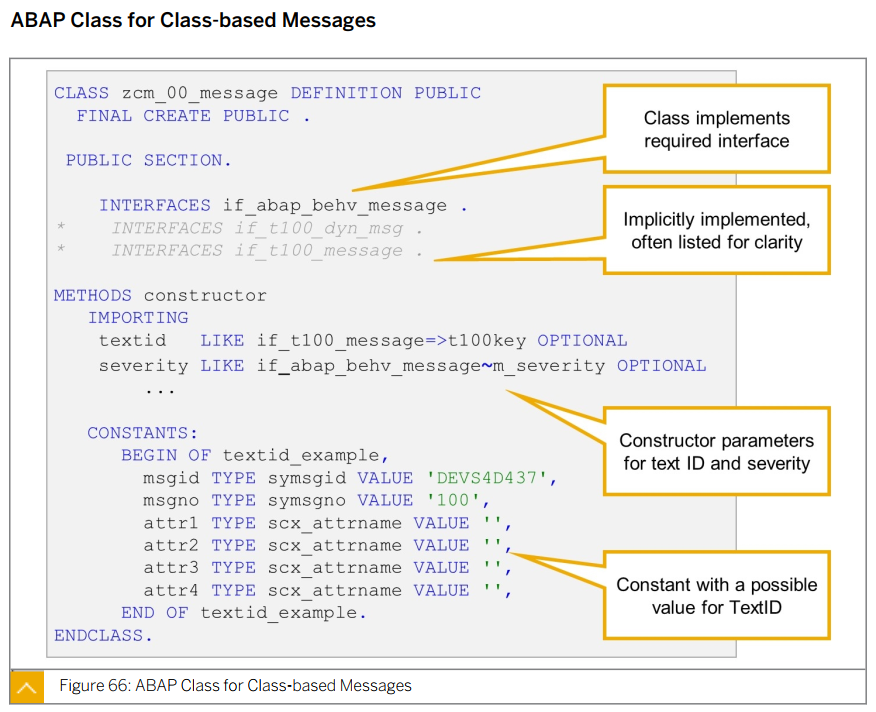 ABAP Class for Class-based Messages
CLASS zcm_00_message DEFINITION PUBLIC
FINAL CREATE PUBLIC .
PUBLIC SECTION.
INTERFACES if_abap_behv_message .
* INTERFACES if_t100_dyn_msg .
* INTERFACES if_t100_message .
METHODS constructor
IMPORTING
textid LIKE if_t100_message=>t100key OPTIONAL
severity LIKE if_abap_behv_message~m_severity OPTIONAL
...
CONSTANTS:
BEGIN OF textid_example,
msgid TYPE symsgid VALUE 'DEVS4D437',
msgno TYPE symsgno VALUE '100',
attr1 TYPE scx_attrname VALUE '',
attr2 TYPE scx_attrname VALUE '',
attr3 TYPE scx_attrname VALUE '',
attr4 TYPE scx_attrname VALUE '',
END OF textid_example.
ENDCLASS.
Class implements
required interface
Implicitly implemented,
often listed for clarity
Constructor parameters
for text ID and severity
Constant with a possible
value for TextID
Figure 66: ABAP Class for Class-based Messages